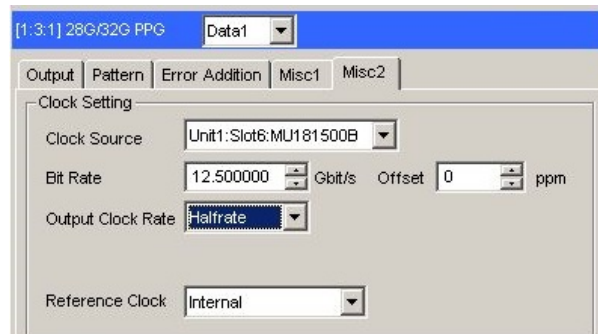 [1:3:1] 28G/32G PPG Data1
Output Pattern Error Addition Misc1 Misc2
Clock Setting
Clock Source Unit1:Slot6:MU181500B
Bit Rate 12.500000 Gbit/s Offset 0 ppm
Output Clock Rate Halfrate
Reference Clock Internal